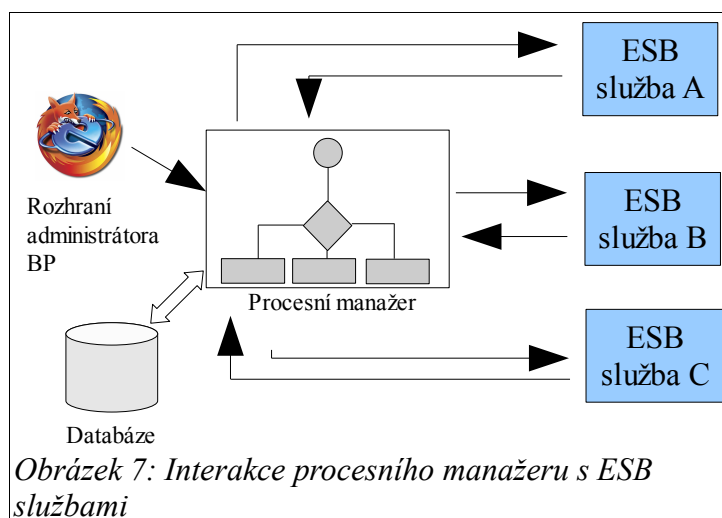 ESB
služba A
Rozhraní
administrátora
BP
ESB
služba B
Procesní manažer
ESB
služba C
Databáze
Obrázek 7: Interakce procesního manažeru s ESB
službami